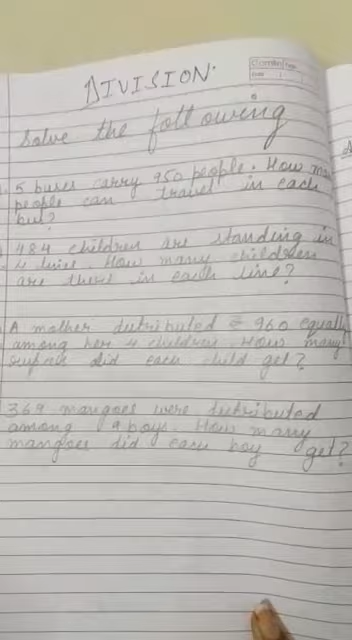 DIVISION
Date
Solve the following
5 buses carry 950 people. How many
people can travel in each
bus?
484 children are standing in
4 lines. How many children
are there in each line?
A mother distributed ₹ 960 equally
among her 4 children. How many
rupees did each child get?
369 mangoes were distributed
among 9 boys. How many
mangoes did each boy get?